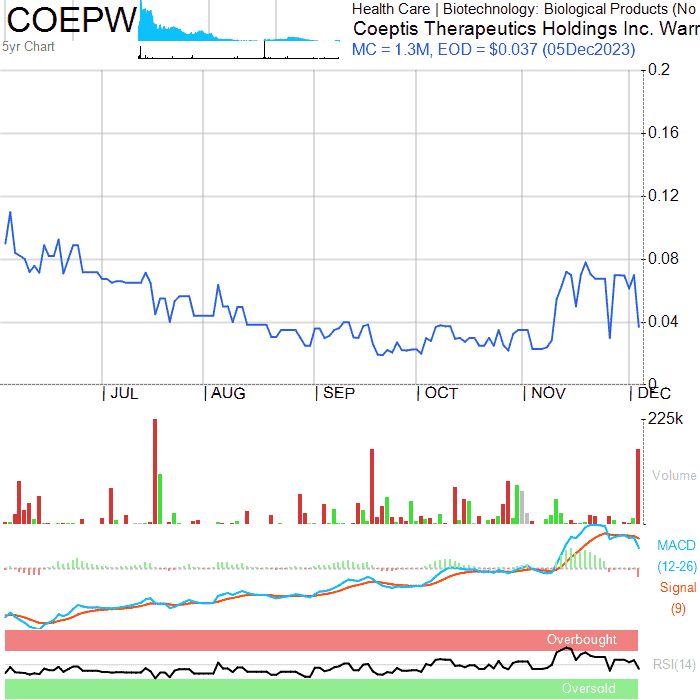 COEPW
5yr Chart
Health Care | Biotechnology: Biological Products (No
Coeptis Therapeutics Holdings Inc. Warr
MC = 1.3M, EOD = $0.037 (05Dec2023)
0.2
0.16
0.12
0.08
0.04
0
JUL AUG SEP OCT NOV DEC
225k
Volume
MACD
(12-26)
Signal
(9)
Overbought
RSI(14)
Oversold